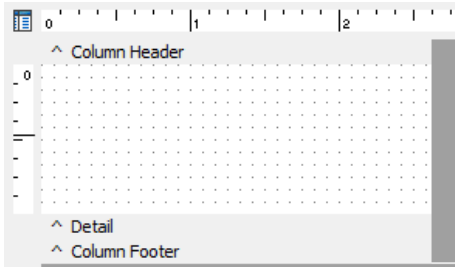 0 1 2
^ Column Header
0
^ Detail
^ Column Footer